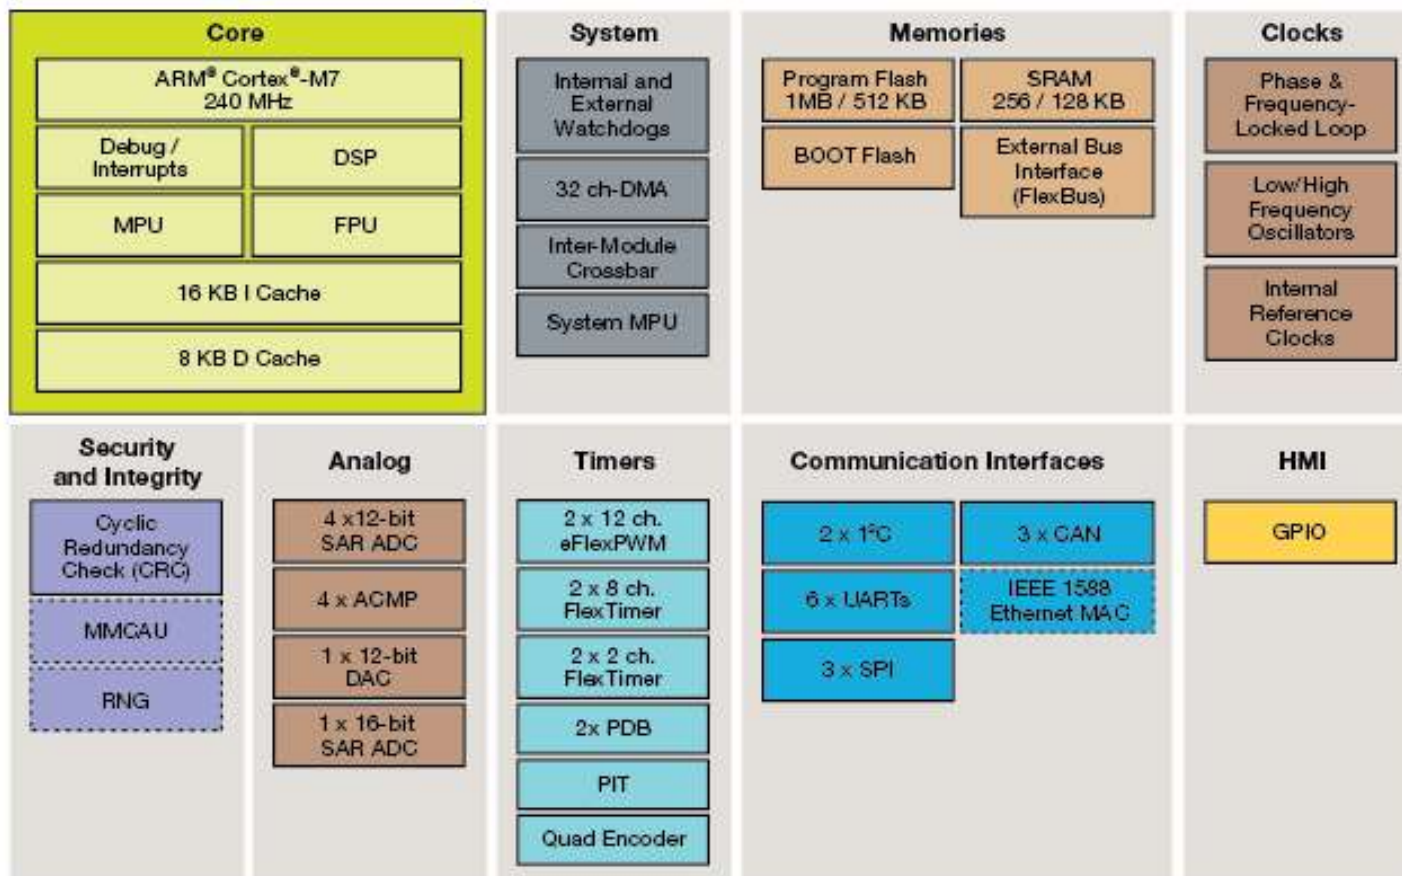 Core
ARM® Cortex®-M7
240 MHz
Debug /
Interrupts
DSP
MPU
FPU
16 KB I Cache
8 KB D Cache
System
Internal and
External
Watchdogs
32 ch-DMA
Inter-Module
Crossbar
System MPU
Memories
Program Flash
1MB / 512 KB
SRAM
256 / 128 KB
BOOT Flash
External Bus
Interface
(FlexBus)
Clocks
Phase &
Frequency-
Locked Loop
Low/High
Frequency
Oscillators
Internal
Reference
Clocks
Security
and Integrity
Cyclic
Redundancy
Check (CRC)
MMCAU
RNG
Analog
4 x12-bit
SAR ADC
4 x ACMP
1 x 12-bit
DAC
1 x 16-bit
SAR ADC
Timers
2 x 12 ch.
eFlexPWM
2 x 8 ch.
FlexTimer
2 x 2 ch.
FlexTimer
2x PDB
PIT
Quad Encoder
Communication Interfaces
2 x 1²C
3 x CAN
6 x UARTs
IEEE 1588
Ethernet MAC
3 x SPI
HMI
GPIO